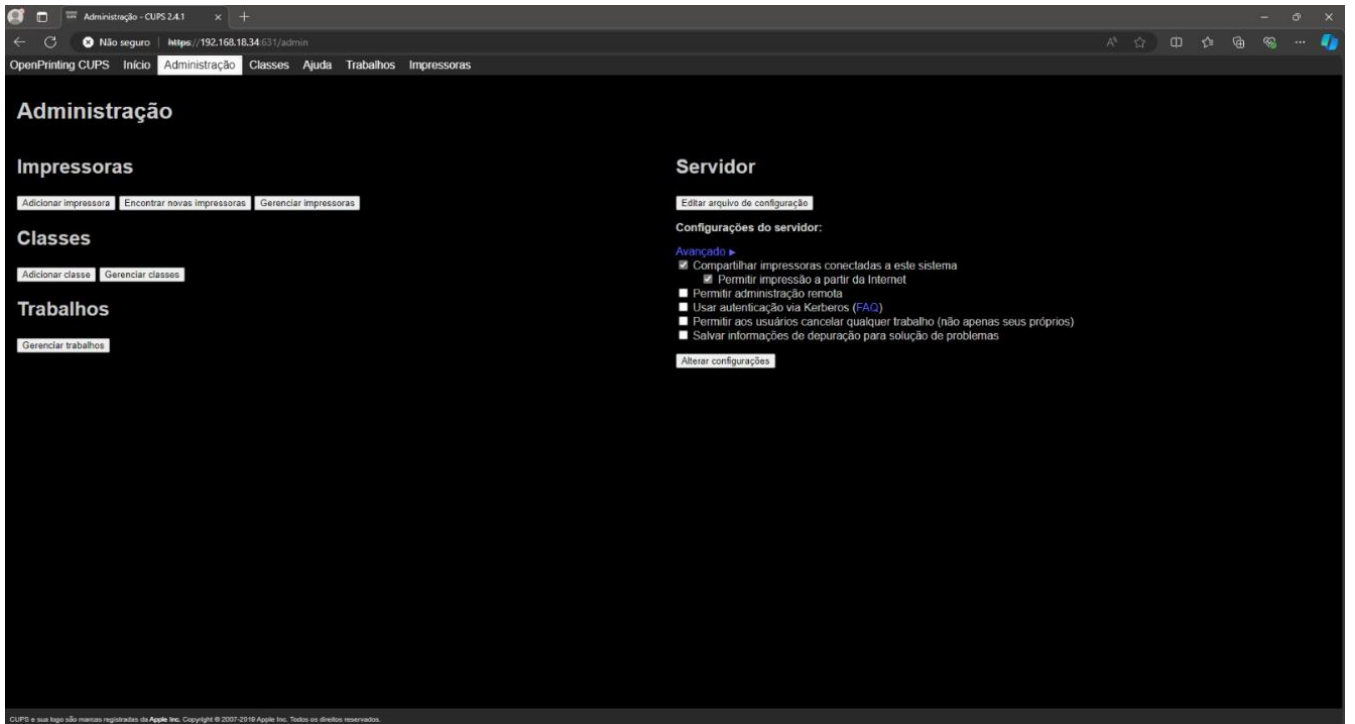 Administração - CUPS 2.4.1
Não seguro https://192.168.18.34:631/admin
OpenPrinting CUPS Início Administração Classes Ajuda Trabalhos Impressoras
Administração
Impressoras
Adicionar impressora Encontrar novas impressoras Gerenciar impressoras
Classes
Adicionar classe Gerenciar classes
Trabalhos
Gerenciar trabalhos
Servidor
Editar arquivo de configuração
Configurações do servidor:
Avançado ▶
Compartilhar impressoras conectadas a este sistema
Permitir impressão a partir da Internet
Permitir administração remota
Usar autenticação via Kerberos (FAQ)
Permitir aos usuários cancelar qualquer trabalho (não apenas seus próprios)
Salvar informações de depuração para solução de problemas
Alterar configurações
CUPS e sua logo são marcas registradas da Apple Inc. Copyright © 2007-2019 Apple Inc. Todos os direitos reservados.